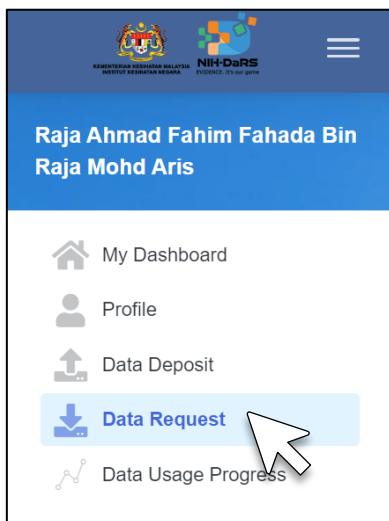 KEMENTERIAN KESIHATAN MALAYSIA
INSTITUT KESIHATAN NEGARA
NIH-DaRS
EVIDENCE. It's our game
Raja Ahmad Fahim Fahada Bin
Raja Mohd Aris
My Dashboard
Profile
Data Deposit
Data Request
Data Usage Progress